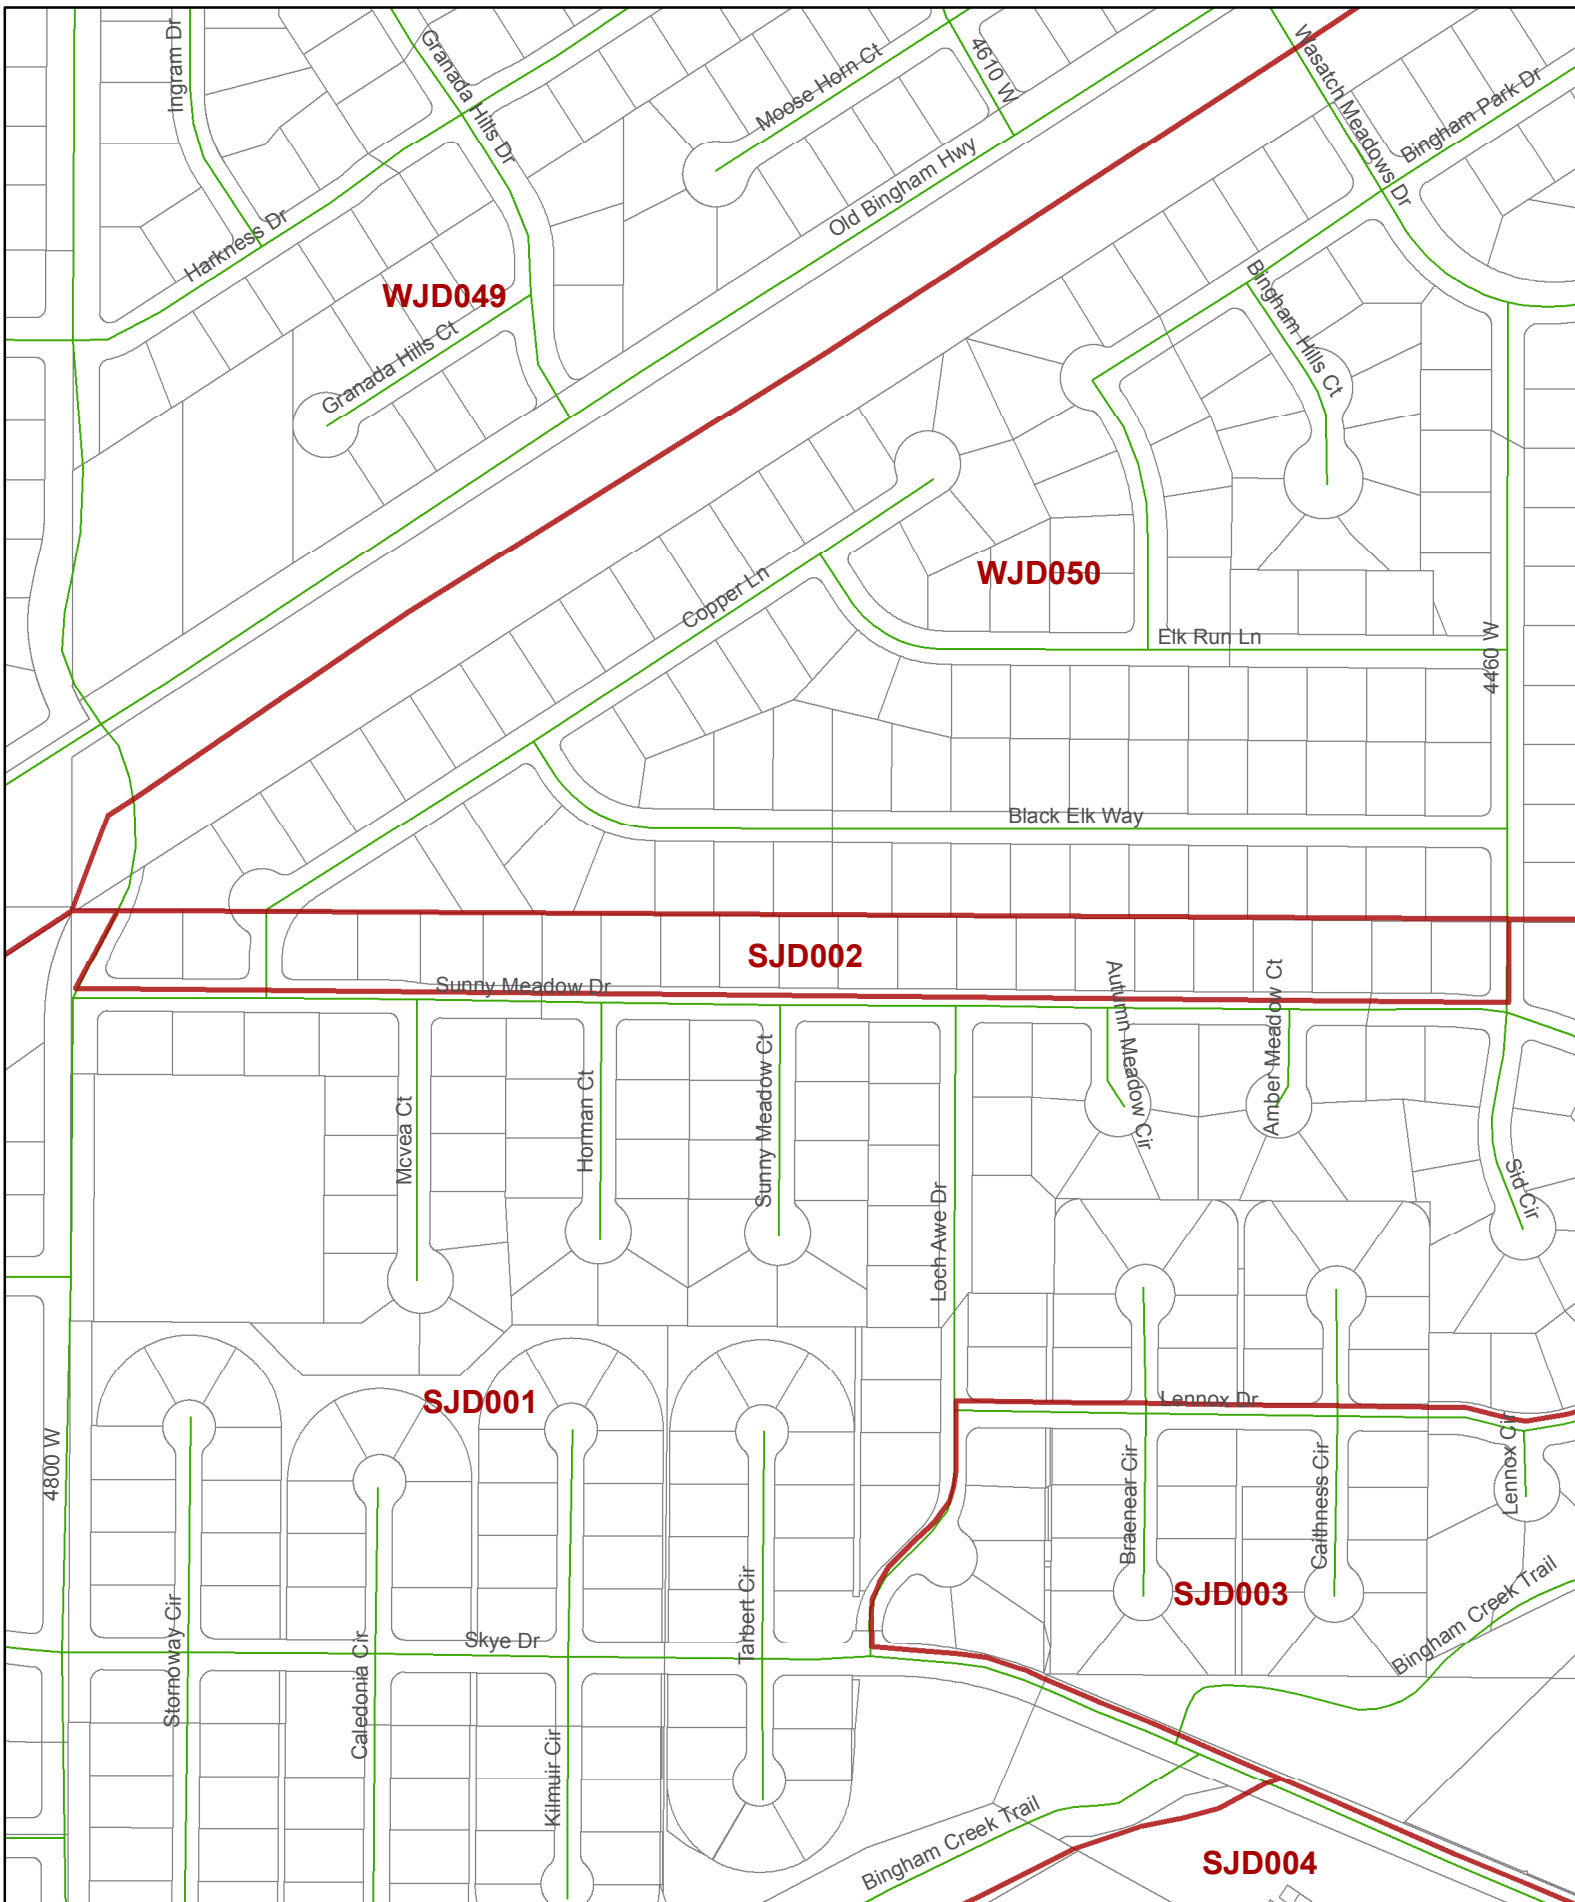 Ingram Dr
Granada Hills Dr
Moose Horn Ct
4610 W
Wasatch Meadows Dr
Bingham Park Dr
Old Bingham Hwy
Harkness Dr
WJD049
Granada Hills Ct
Bingham Hills Ct
WJD050
Copper Ln
Elk Run Ln
4460 W
Black Elk Way
SJD002
Sunny Meadow Dr
Autumn Meadow Cir
Amber Meadow Ct
Mcvea Ct
Horman Ct
Sunny Meadow Ct
Loch Awe Dr
Sid Cir
SJD001
Lennox Dr
4800 W
Braenear Cir
Caithness Cir
Lennox Cir
SJD003
Bingham Creek Trail
Stornoway Cir
Caledonia Cir
Skye Dr
Tarbert Cir
Kilmuir Cir
Bingham Creek Trail
SJD004